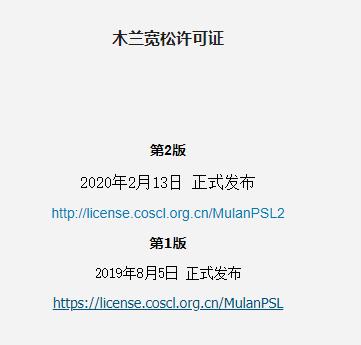 木兰宽松许可证
第2版
2020年2月13日 正式发布
http://license.coscl.org.cn/MulanPSL2
第1版
2019年8月5日 正式发布
https://license.coscl.org.cn/MulanPSL